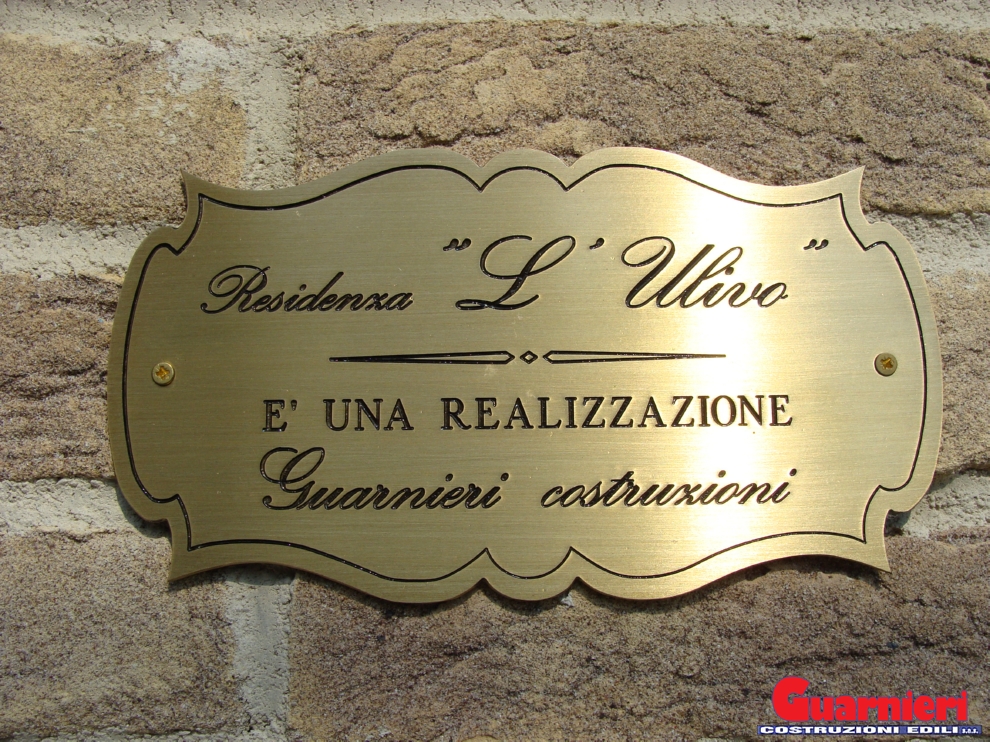 Residenza "L'Ulivo"
E' UNA REALIZZAZIONE
Guarnieri costruzioni
Guarnieri
COSTRUZIONI EDILI s.r.l.